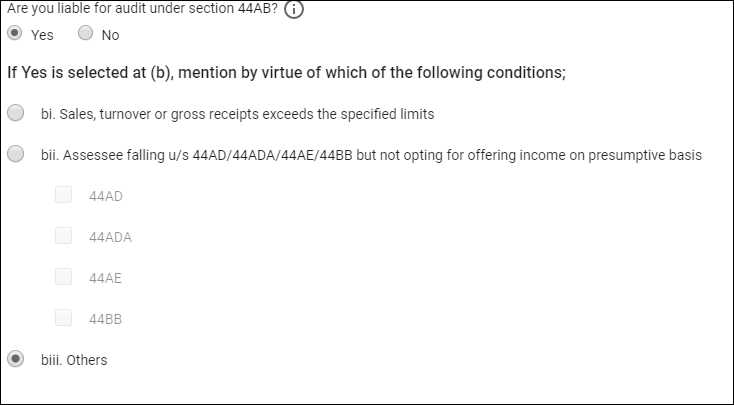 Are you liable for audit under section 44AB? i
Yes No
If Yes is selected at (b), mention by virtue of which of the following conditions;
bi. Sales, turnover or gross receipts exceeds the specified limits
bii. Assessee falling u/s 44AD/44ADA/44AE/44BB but not opting for offering income on presumptive basis
44AD
44ADA
44AE
44BB
biii. Others